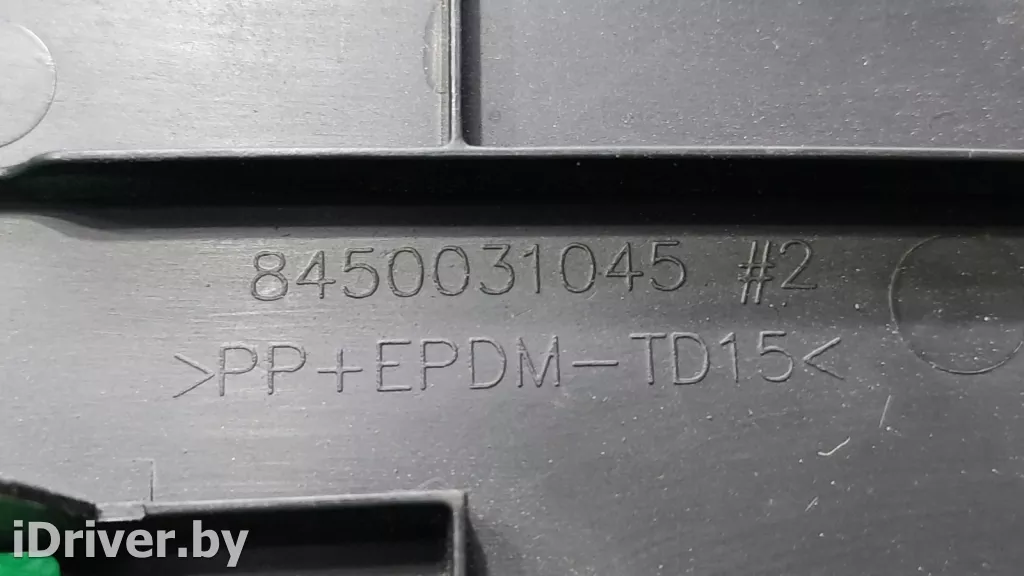 8450031045 #2
>PP+EPDM-TD15<
iDriver.by